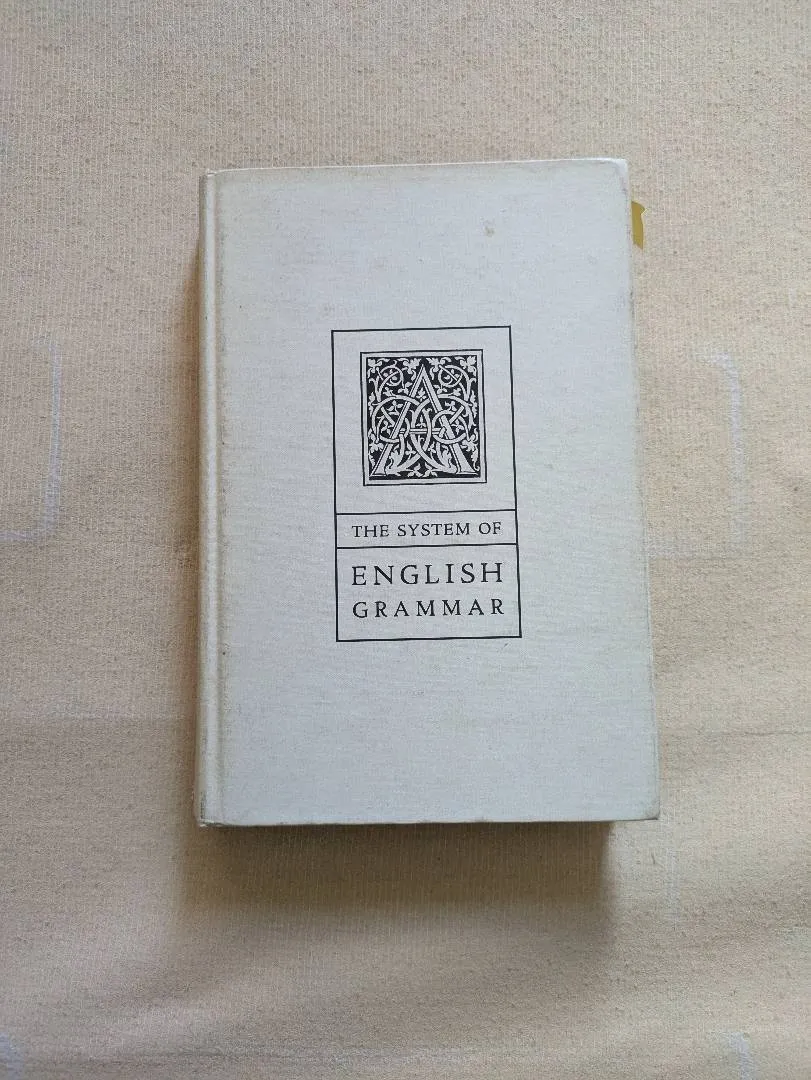 A
THE SYSTEM OF
ENGLISH
GRAMMAR